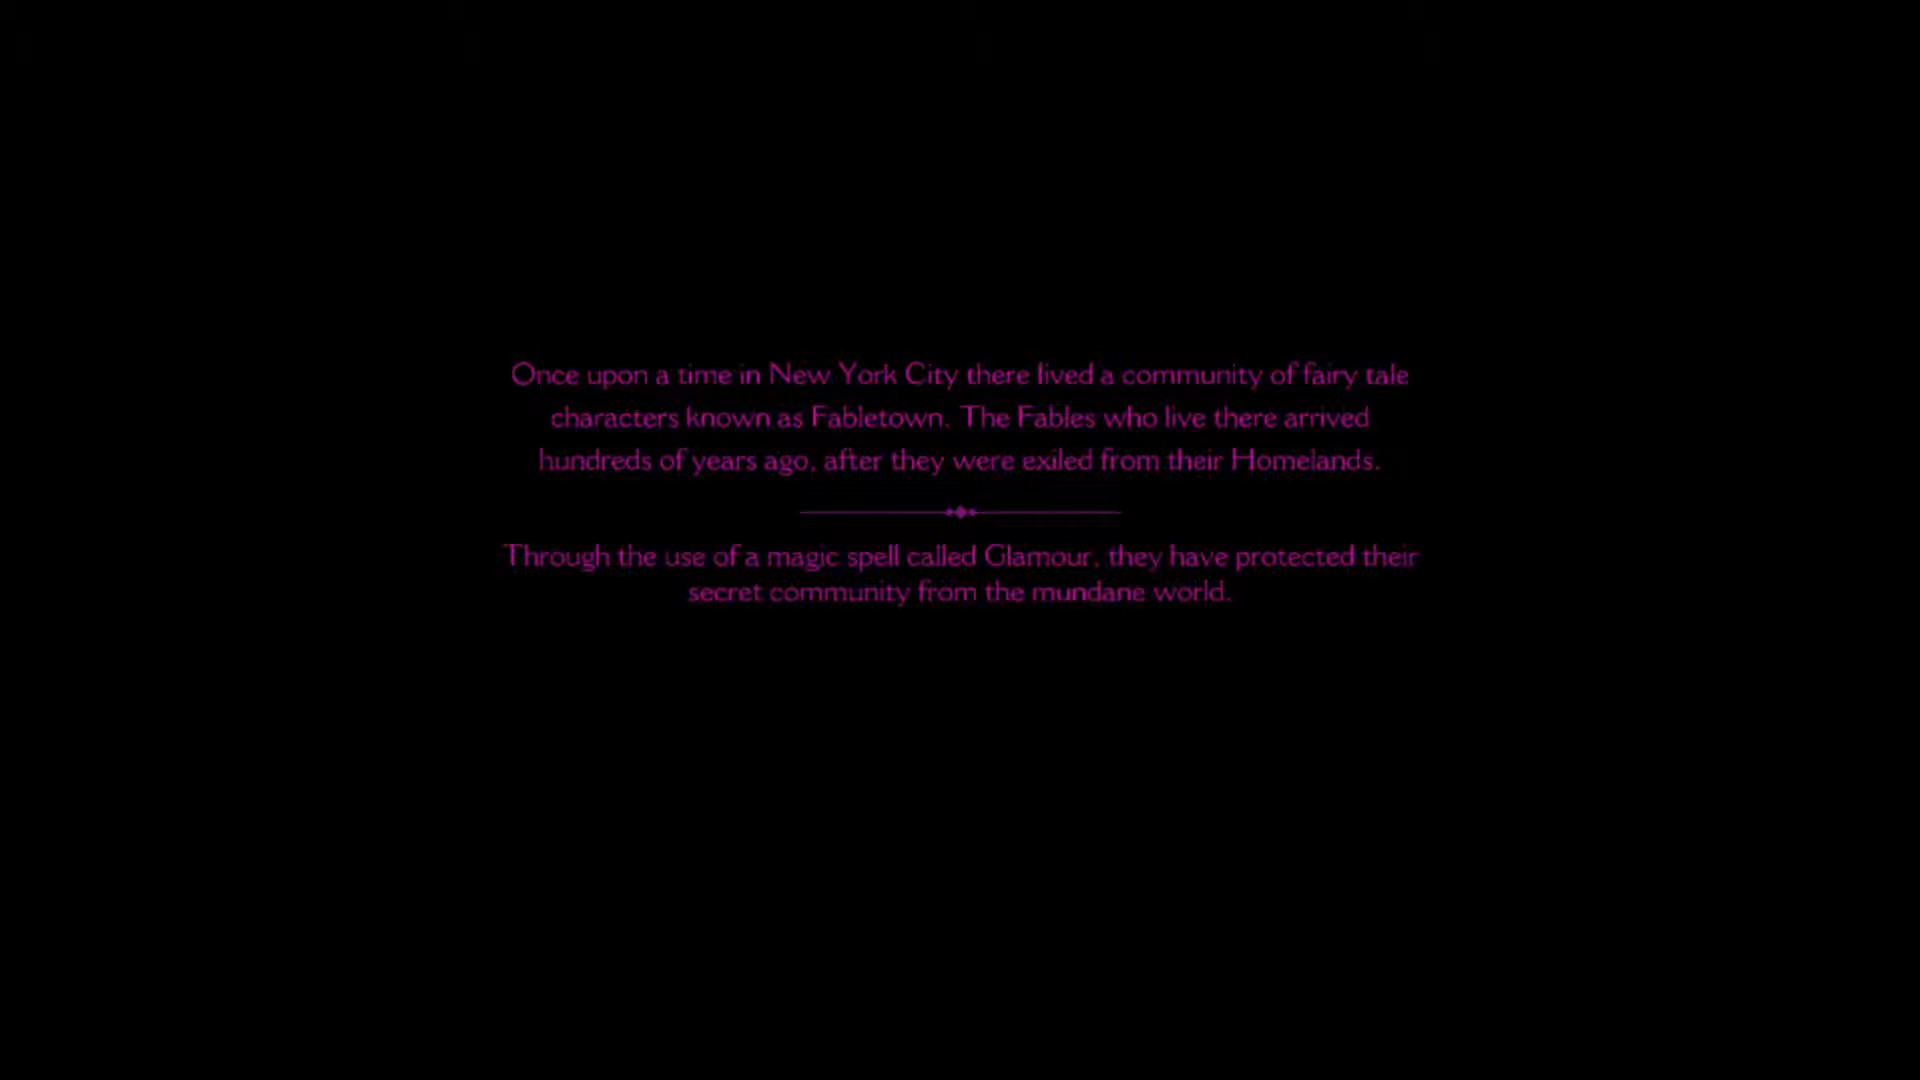 Once upon a time in New York City there lived a community of fairy tale
characters known as Fabletown. The Fables who live there arrived
hundreds of years ago, after they were exiled from their Homelands.
Through the use of a magic spell called Glamour, they have protected their
secret community from the mundane world.